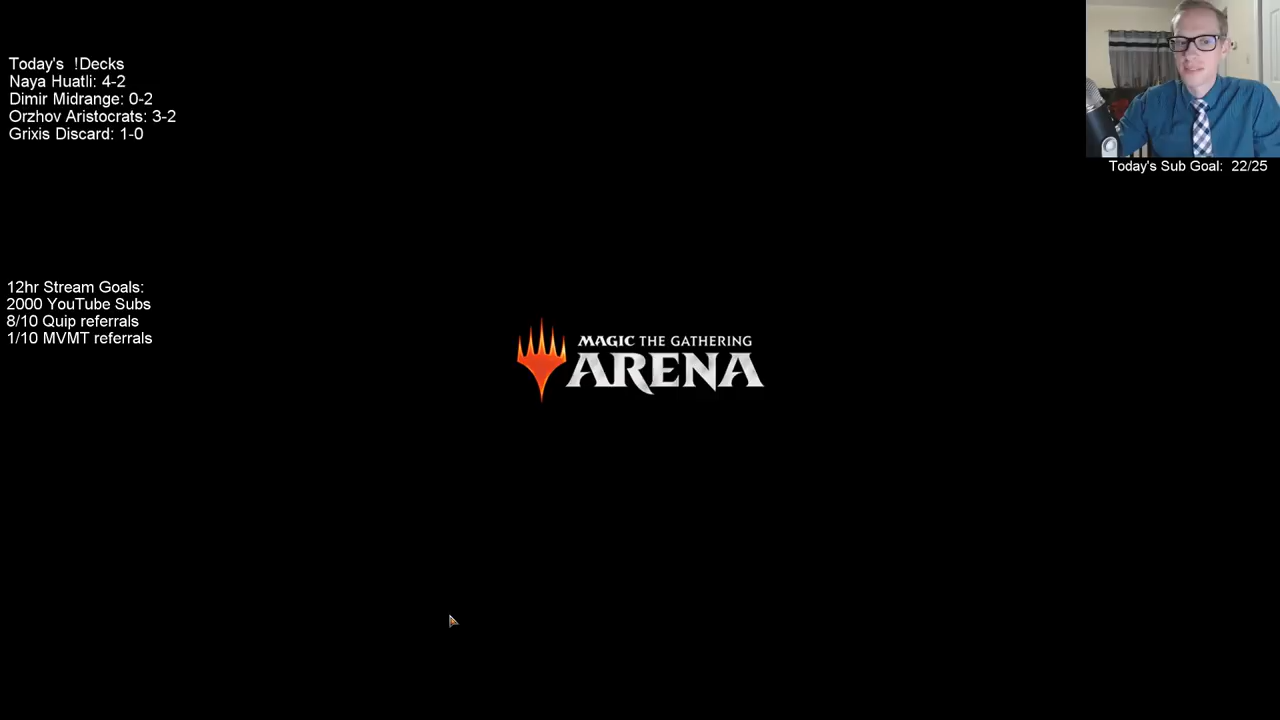 Today's !Decks
Naya Huatli: 4-2
Dimir Midrange: 0-2
Orzhov Aristocrats: 3-2
Grixis Discard: 1-0
Today's Sub Goal: 22/25
12hr Stream Goals:
2000 YouTube Subs
8/10 Quip referrals
1/10 MVMT referrals
MAGIC THE GATHERING
ARENA